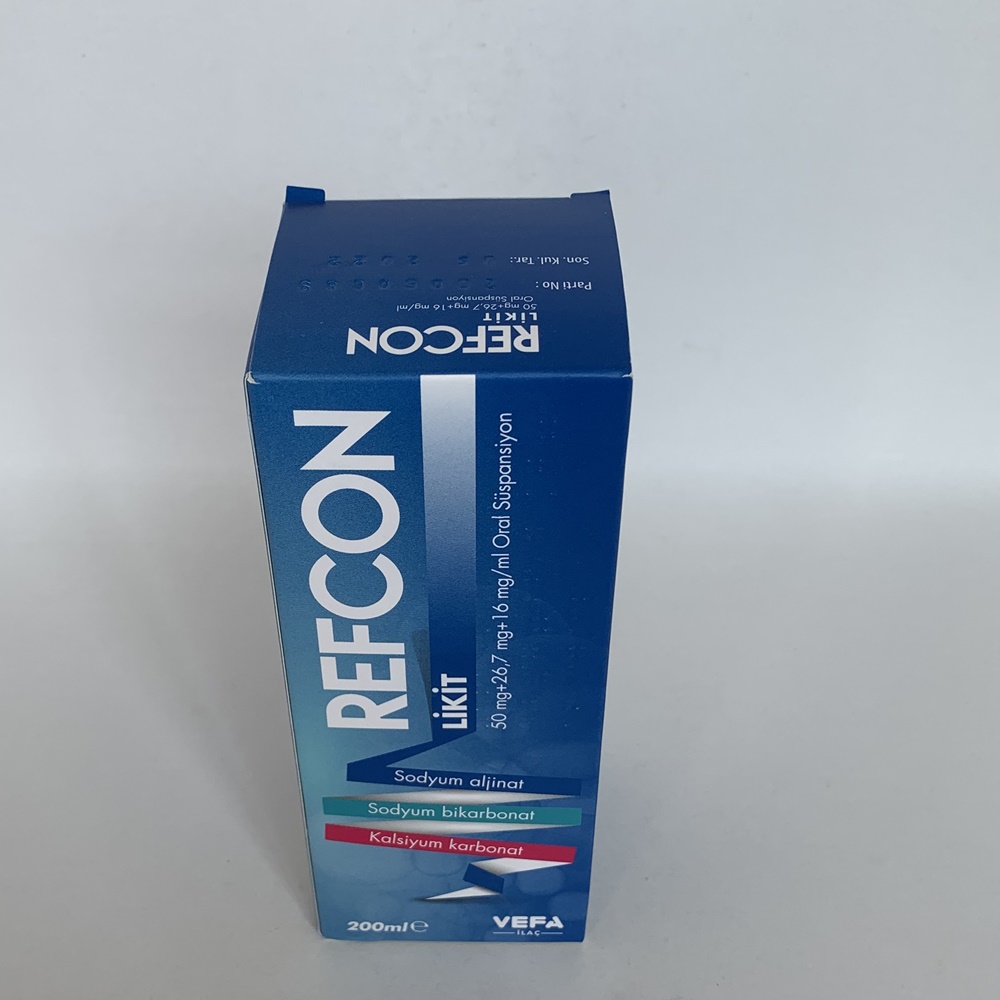 Son. Kul. Tar.:
Parti No :
REFCON
LİKİT
50 mg+26,7 mg+16 mg/ml
Oral Süspansiyon
REFCON
LİKİT
50 mg+26,7 mg+16 mg/ml Oral Süspansiyon
Sodyum aljinat
Sodyum bikarbonat
Kalsiyum karbonat
200ml e
VEFA
İLAÇ